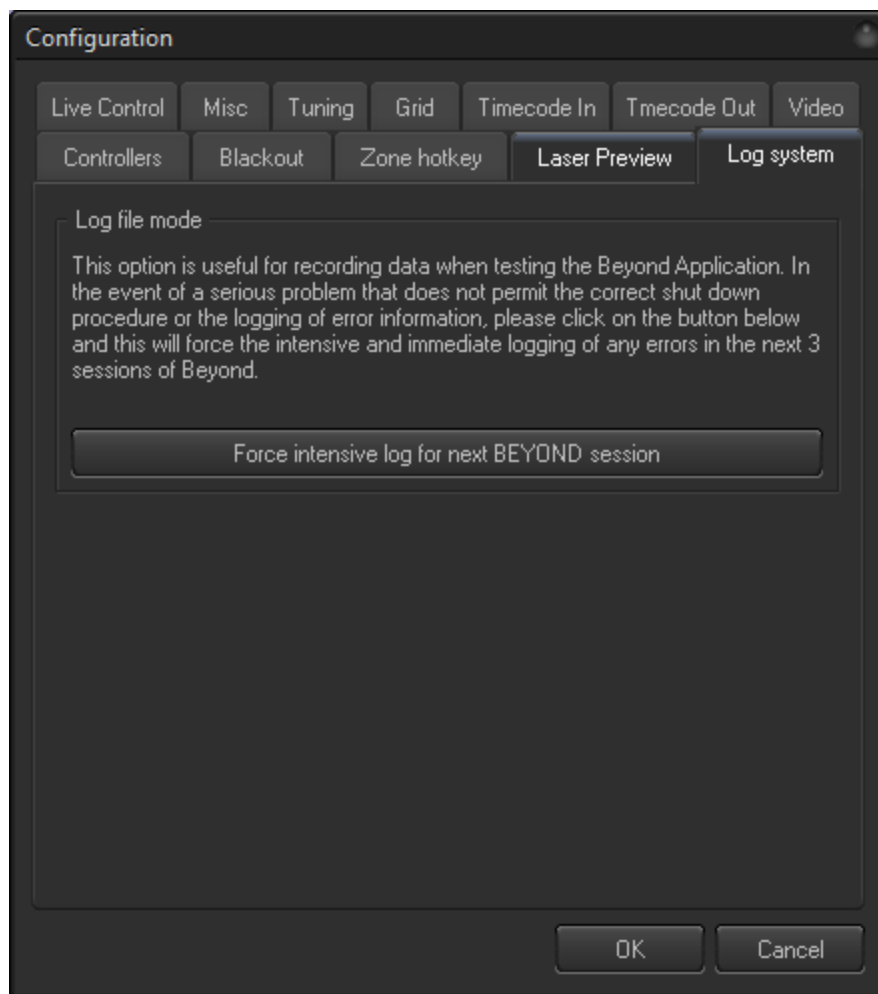 Configuration
Live Control Misc Tuning Grid Timecode In Tmecode Out Video
Controllers Blackout Zone hotkey Laser Preview Log system
Log file mode
This option is useful for recording data when testing the Beyond Application. In
the event of a serious problem that does not permit the correct shut down
procedure or the logging of error information, please click on the button below
and this will force the intensive and immediate logging of any errors in the next 3
sessions of Beyond.
Force intensive log for next BEYOND session
OK Cancel